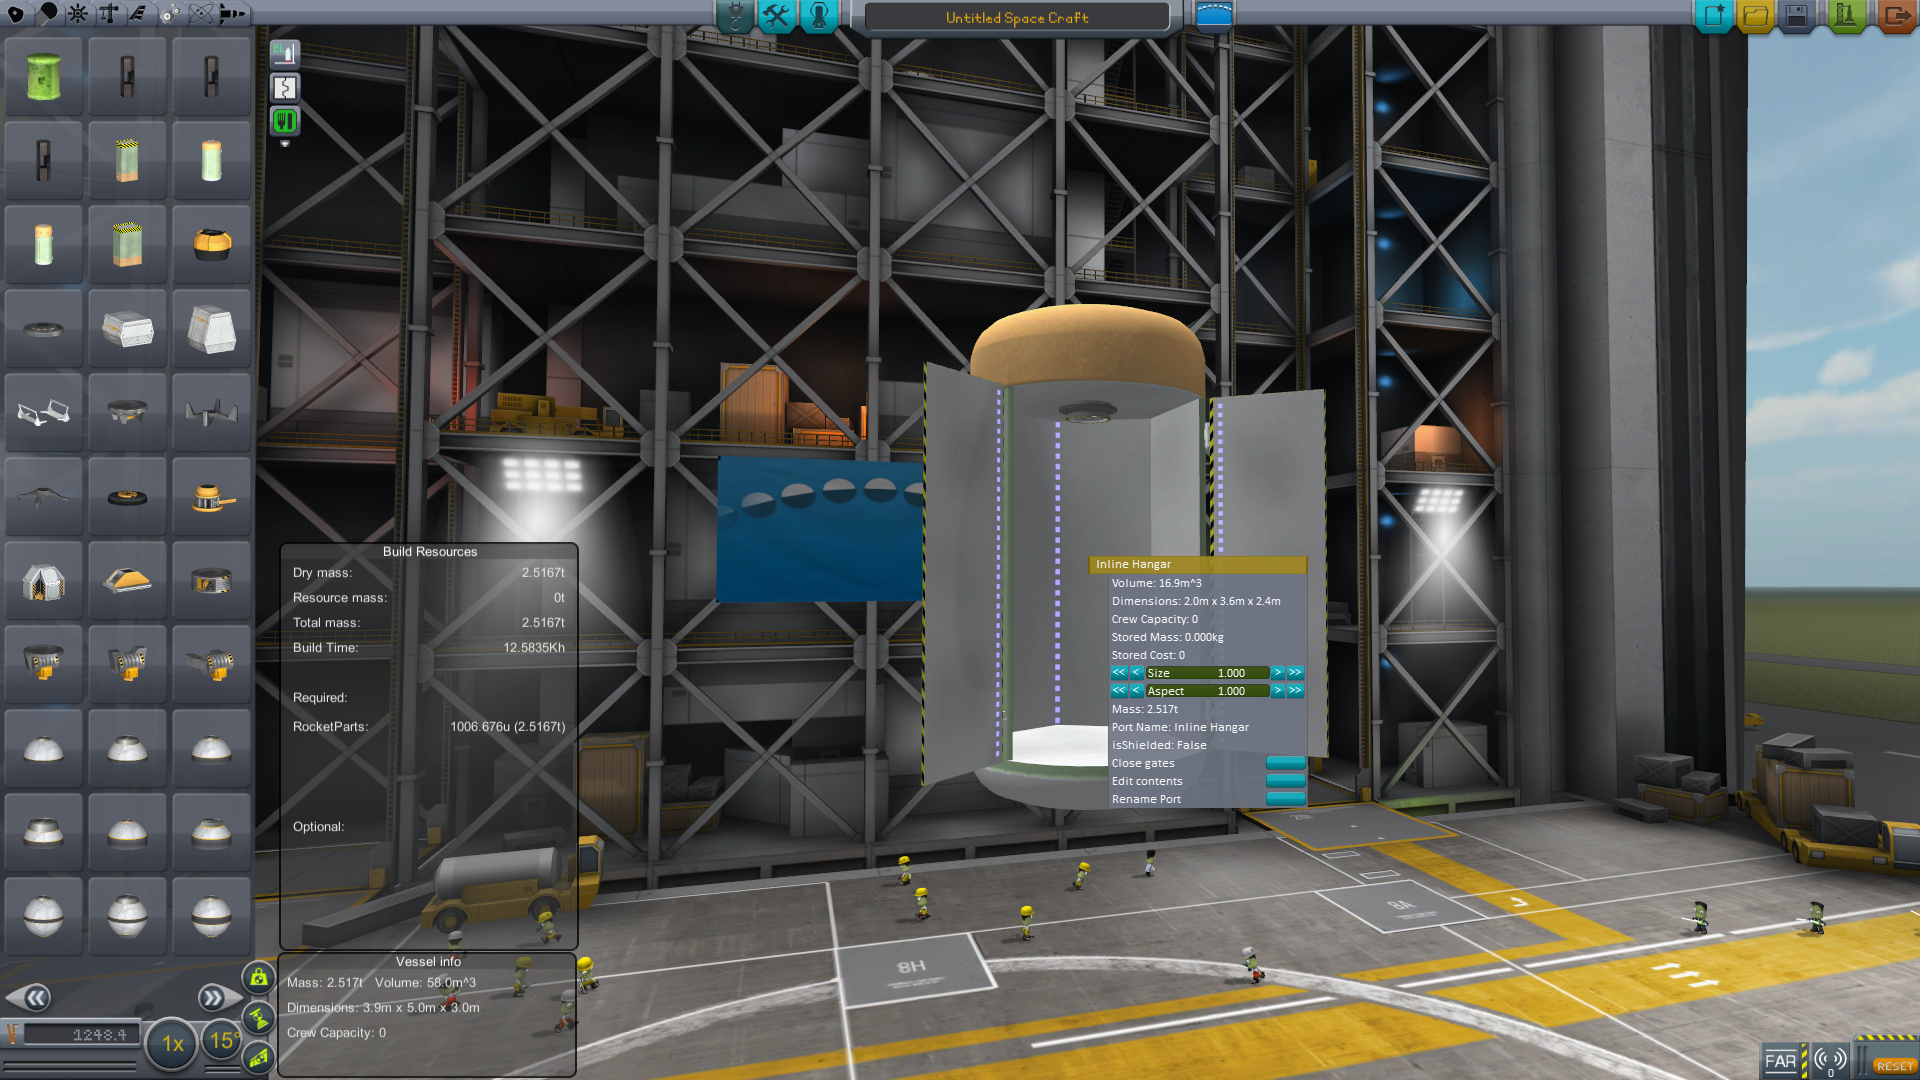 Untitled Space Craft
EL
Build Resources
Dry mass: 2.5167t
Resource mass: 0t
Total mass: 2.5167t
Build Time: 12.5835Kh
Required:
RocketParts: 1006.676u (2.5167t)
Optional:
Inline Hangar
Volume: 16.9m^3
Dimensions: 2.0m x 3.6m x 2.4m
Crew Capacity: 0
Stored Mass: 0.000kg
Stored Cost: 0
<< < Size 1.000 > >>
<< < Aspect 1.000 > >>
Mass: 2.517t
Port Name: Inline Hangar
isShielded: False
Close gates
Edit contents
Rename Port
Vessel info
Mass: 2.517t Volume: 58.0m^3
Dimensions: 3.9m x 5.0m x 3.0m
Crew Capacity: 0
8H
8A
1248.4
1x
15°
FAR
0
RESET